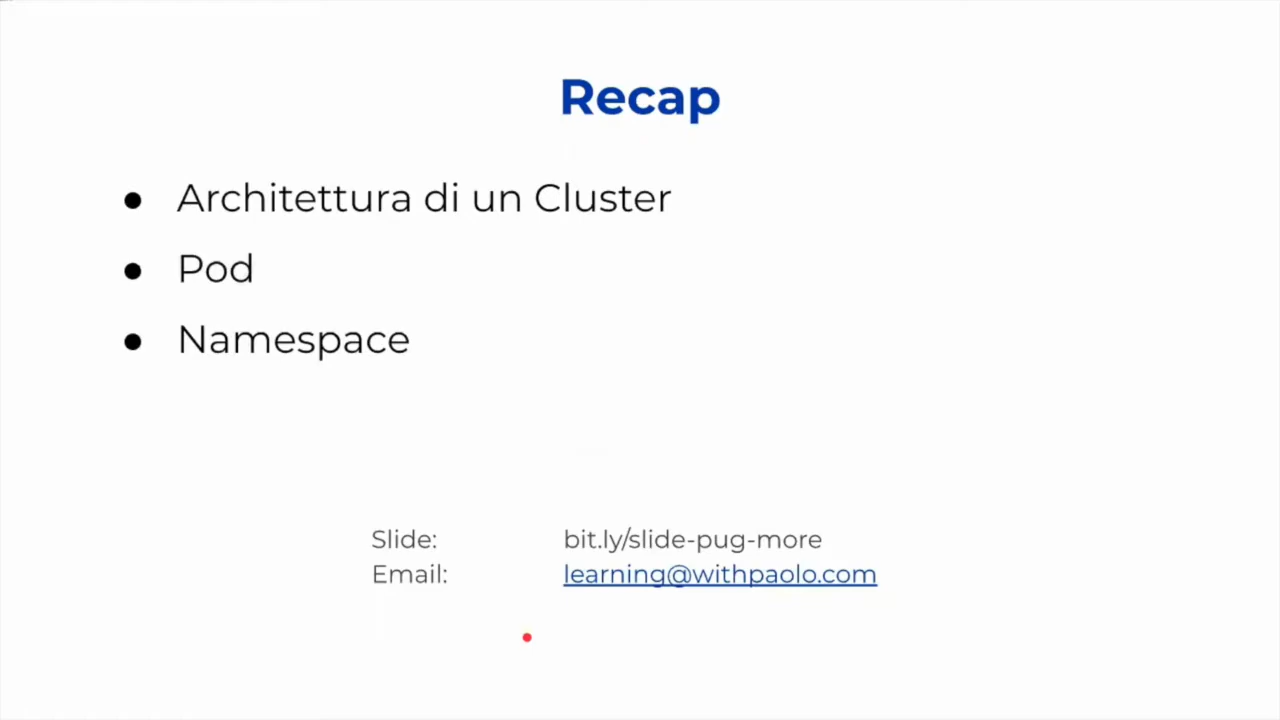 Recap
● Architettura di un Cluster
● Pod
● Namespace
Slide: bit.ly/slide-pug-more
Email: learning@withpaolo.com